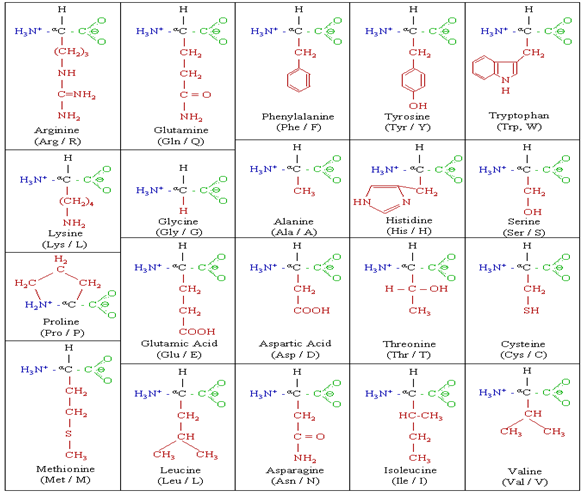 H
H₃N⁺ - αC - C O O ⊖
(CH₂)₃
NH
C=NH₂
NH₂
Arginine
(Arg / R)
H
H₃N⁺ - αC - C O O ⊖
CH₂
CH₂
C = O
NH₂
Glutamine
(Gln / Q)
H
H₃N⁺ - αC - C O O ⊖
CH₂
Phenylalanine
(Phe / F)
H
H₃N⁺ - αC - C O O ⊖
CH₂
OH
Tyrosine
(Tyr / Y)
H
H₃N⁺ - αC - C O O ⊖
CH₂
N
H
Tryptophan
(Trp, W)
H
H₃N⁺ - αC - C O O ⊖
(CH₂)₄
NH₂
Lysine
(Lys / L)
H
H₃N⁺ - αC - C O O ⊖
H
Glycine
(Gly / G)
H
H₃N⁺ - αC - C O O ⊖
CH₃
Alanine
(Ala / A)
H
H₃N⁺ - αC - C O O ⊖
CH₂
HN N
Histidine
(His / H)
H
H₃N⁺ - αC - C O O ⊖
CH₂
OH
Serine
(Ser / S)
H₂
C
H₂C CH₂
H₂N⁺ - αC - C O O ⊖
H
Proline
(Pro / P)
H
H₃N⁺ - αC - C O O ⊖
CH₂
CH₂
COOH
Glutamic Acid
(Glu / E)
H
H₃N⁺ - αC - C O O ⊖
CH₂
COOH
Aspartic Acid
(Asp / D)
H
H₃N⁺ - αC - C O O ⊖
H - C - OH
CH₃
Threonine
(Thr / T)
H
H₃N⁺ - αC - C O O ⊖
CH₂
SH
Cysteine
(Cys / C)
H
H₃N⁺ - αC - C O O ⊖
CH₂
CH₂
S
CH₃
Methionine
(Met / M)
H
H₃N⁺ - αC - C O O ⊖
CH₂
CH
CH₃ CH₃
Leucine
(Leu / L)
H
H₃N⁺ - αC - C O O ⊖
CH₂
C = O
NH₂
Asparagine
(Asn / N)
H
H₃N⁺ - αC - C O O ⊖
CH-CH₃
CH₂
CH₃
Isoleucine
(Ile / I)
H
H₃N⁺ - αC - C O O ⊖
CH
CH₃ CH₃
Valine
(Val / V)